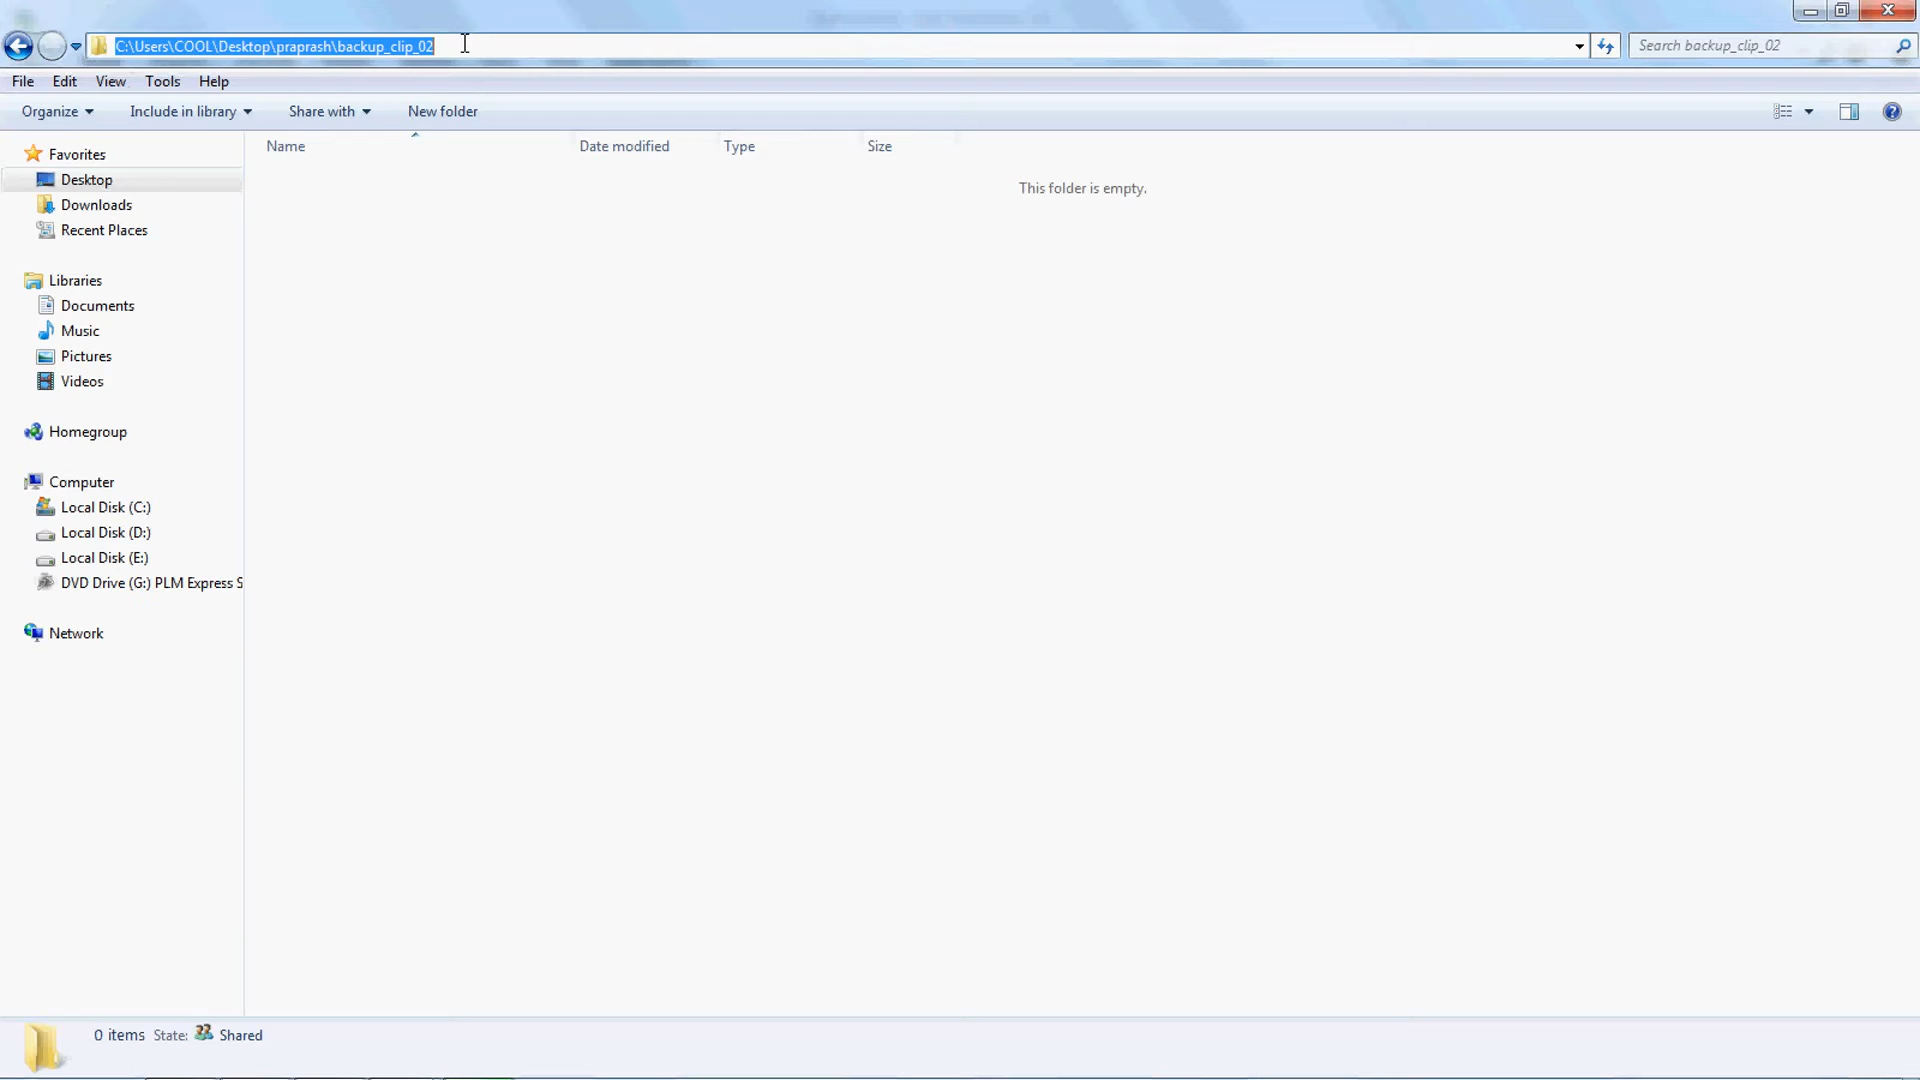 C:\Users\COOL\Desktop\praprash\backup_clip_02
Search backup_clip_02
File Edit View Tools Help
Organize Include in library Share with New folder
Name Date modified Type Size
This folder is empty.
Favorites
Desktop
Downloads
Recent Places
Libraries
Documents
Music
Pictures
Videos
Homegroup
Computer
Local Disk (C:)
Local Disk (D:)
Local Disk (E:)
DVD Drive (G:) PLM Express S
Network
0 items State: Shared